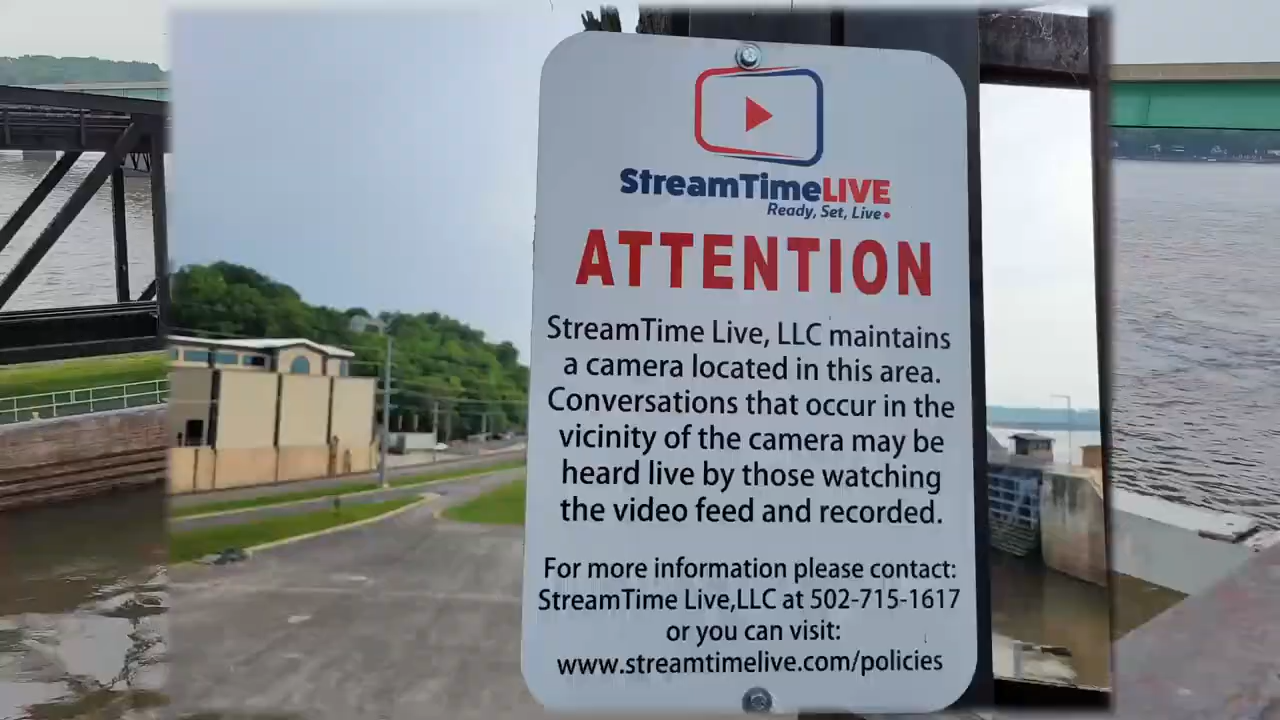 StreamTimeLIVE
Ready, Set, Live
ATTENTION
StreamTime Live, LLC maintains
a camera located in this area.
Conversations that occur in the
vicinity of the camera may be
heard live by those watching
the video feed and recorded.
For more information please contact:
StreamTime Live,LLC at 502-715-1617
or you can visit:
www.streamtimelive.com/policies